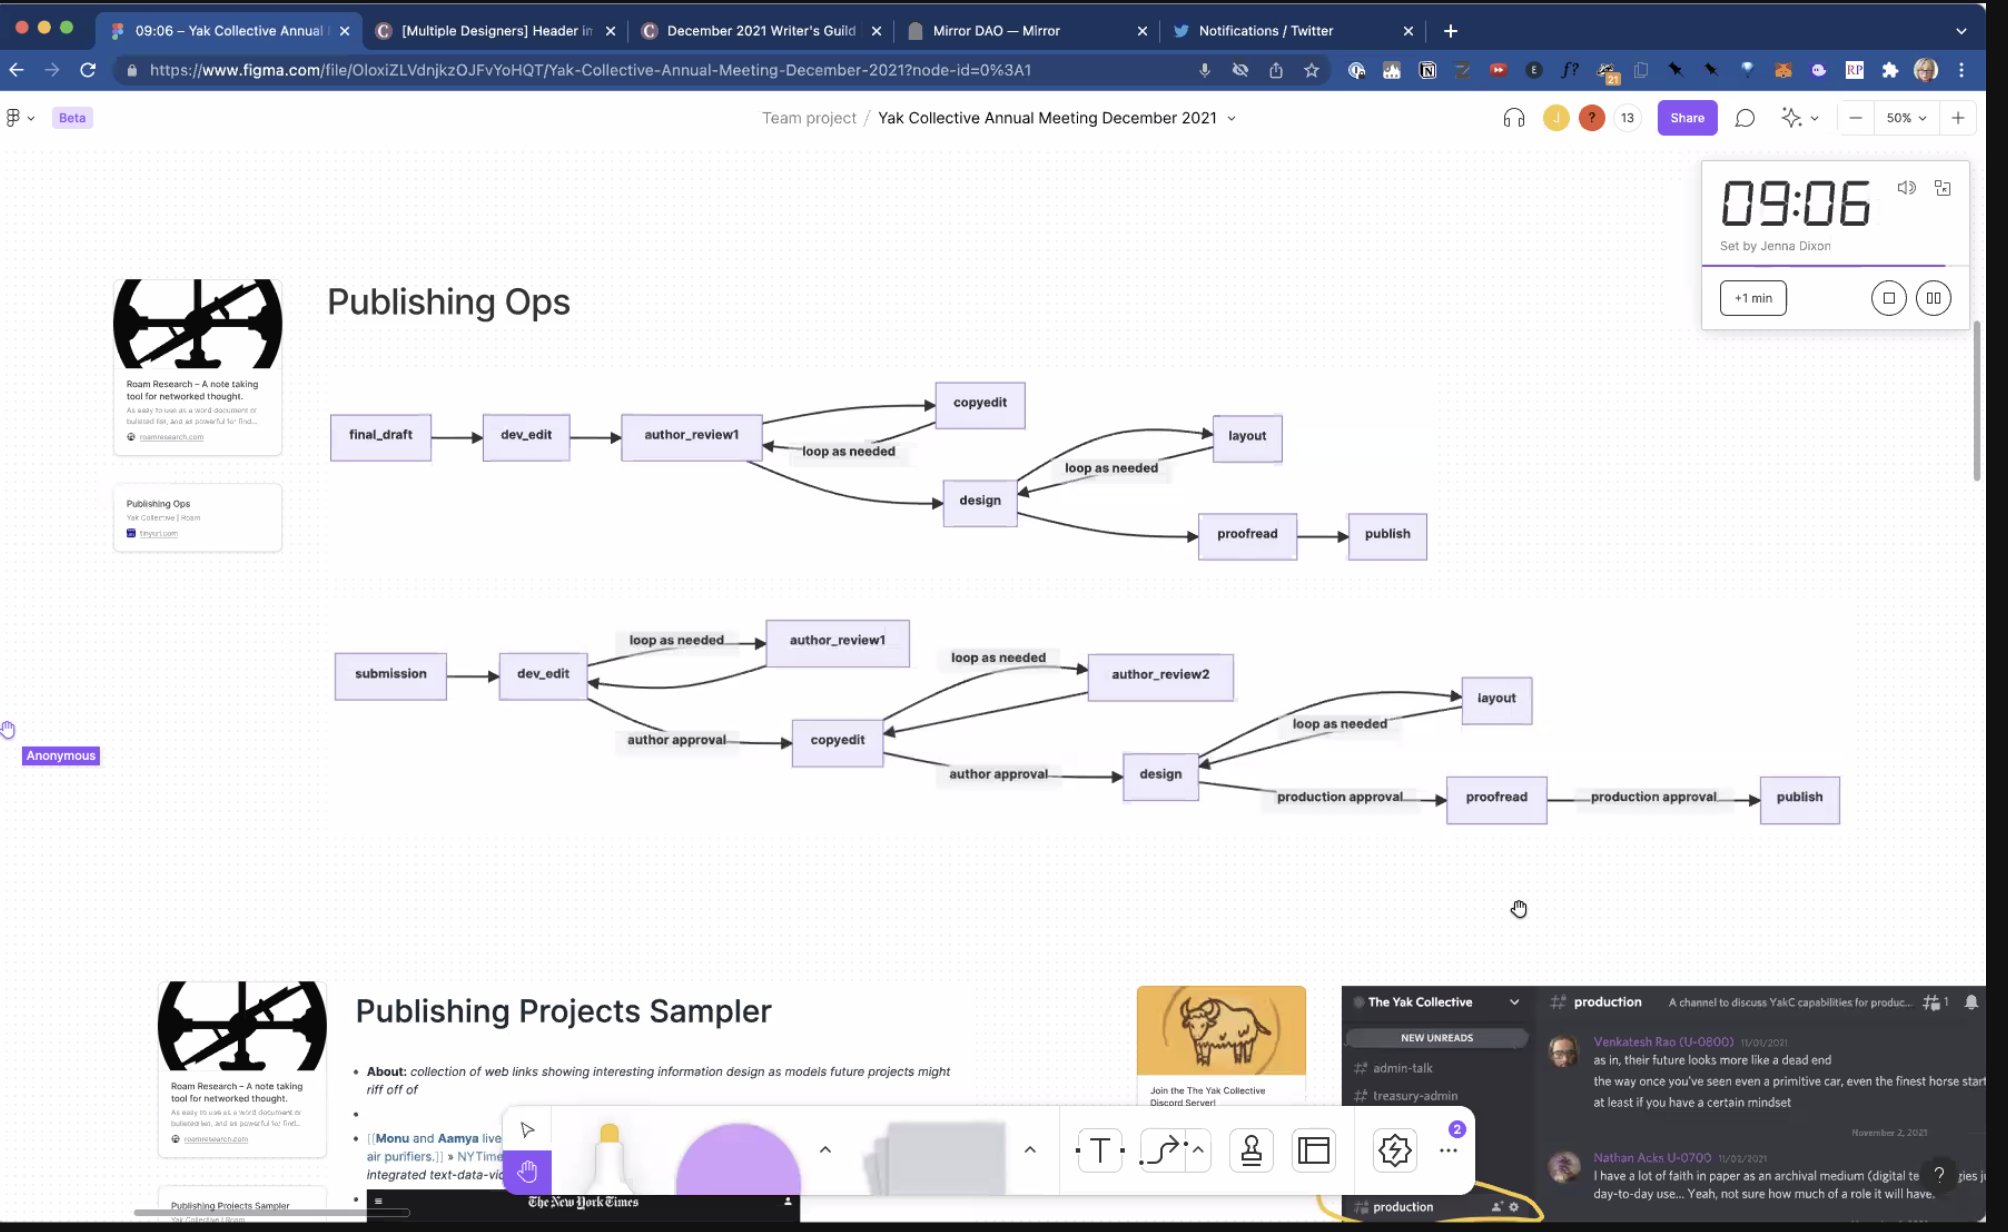 09:06 – Yak Collective Annual
[Multiple Designers] Header in
December 2021 Writer's Guild
Mirror DAO — Mirror
Notifications / Twitter
https://www.figma.com/file/OloxiZLVdnjkzOJFvYoHQT/Yak-Collective-Annual-Meeting-December-2021?node-id=0%3A1
21
RP
Beta
Team project / Yak Collective Annual Meeting December 2021
J
?
13
Share
50%
09:06
Set by Jenna Dixon
+1 min
Publishing Ops
Roam Research – A note taking
tool for networked thought.
As easy to use as a word document or
bulleted list, and as powerful for find...
roamresearch.com
Publishing Ops
Yak Collective | Roam
tinyurl.com
final_draft
dev_edit
author_review1
copyedit
loop as needed
design
layout
loop as needed
proofread
publish
submission
dev_edit
loop as needed
author_review1
author approval
copyedit
loop as needed
author_review2
author approval
design
loop as needed
layout
production approval
proofread
production approval
publish
Anonymous
Publishing Projects Sampler
Roam Research – A note taking
tool for networked thought.
As easy to use as a word document or
bulleted list, and as powerful for find...
roamresearch.com
Publishing Projects Sampler
Yak Collective | Roam
• About: collection of web links showing interesting information design as models future projects might
riff off of
•
• [[Monu and Aamya live
air purifiers.]] » NYTime
integrated text-data-vi
•
The New York Times
Join the The Yak Collective
Discord Server!
The Yak Collective
NEW UNREADS
admin-talk
treasury-admin
production
production
A channel to discuss YakC capabilities for produc...
1
Venkatesh Rao (U-0800) 11/01/2021
as in, their future looks more like a dead end
the way once you've seen even a primitive car, even the finest horse start
at least if you have a certain mindset
November 2, 2021
Nathan Acks U-0700 11/02/2021
I have a lot of faith in paper as an archival medium (digital te
day-to-day use... Yeah, not sure how much of a role it will have.
T
2
?